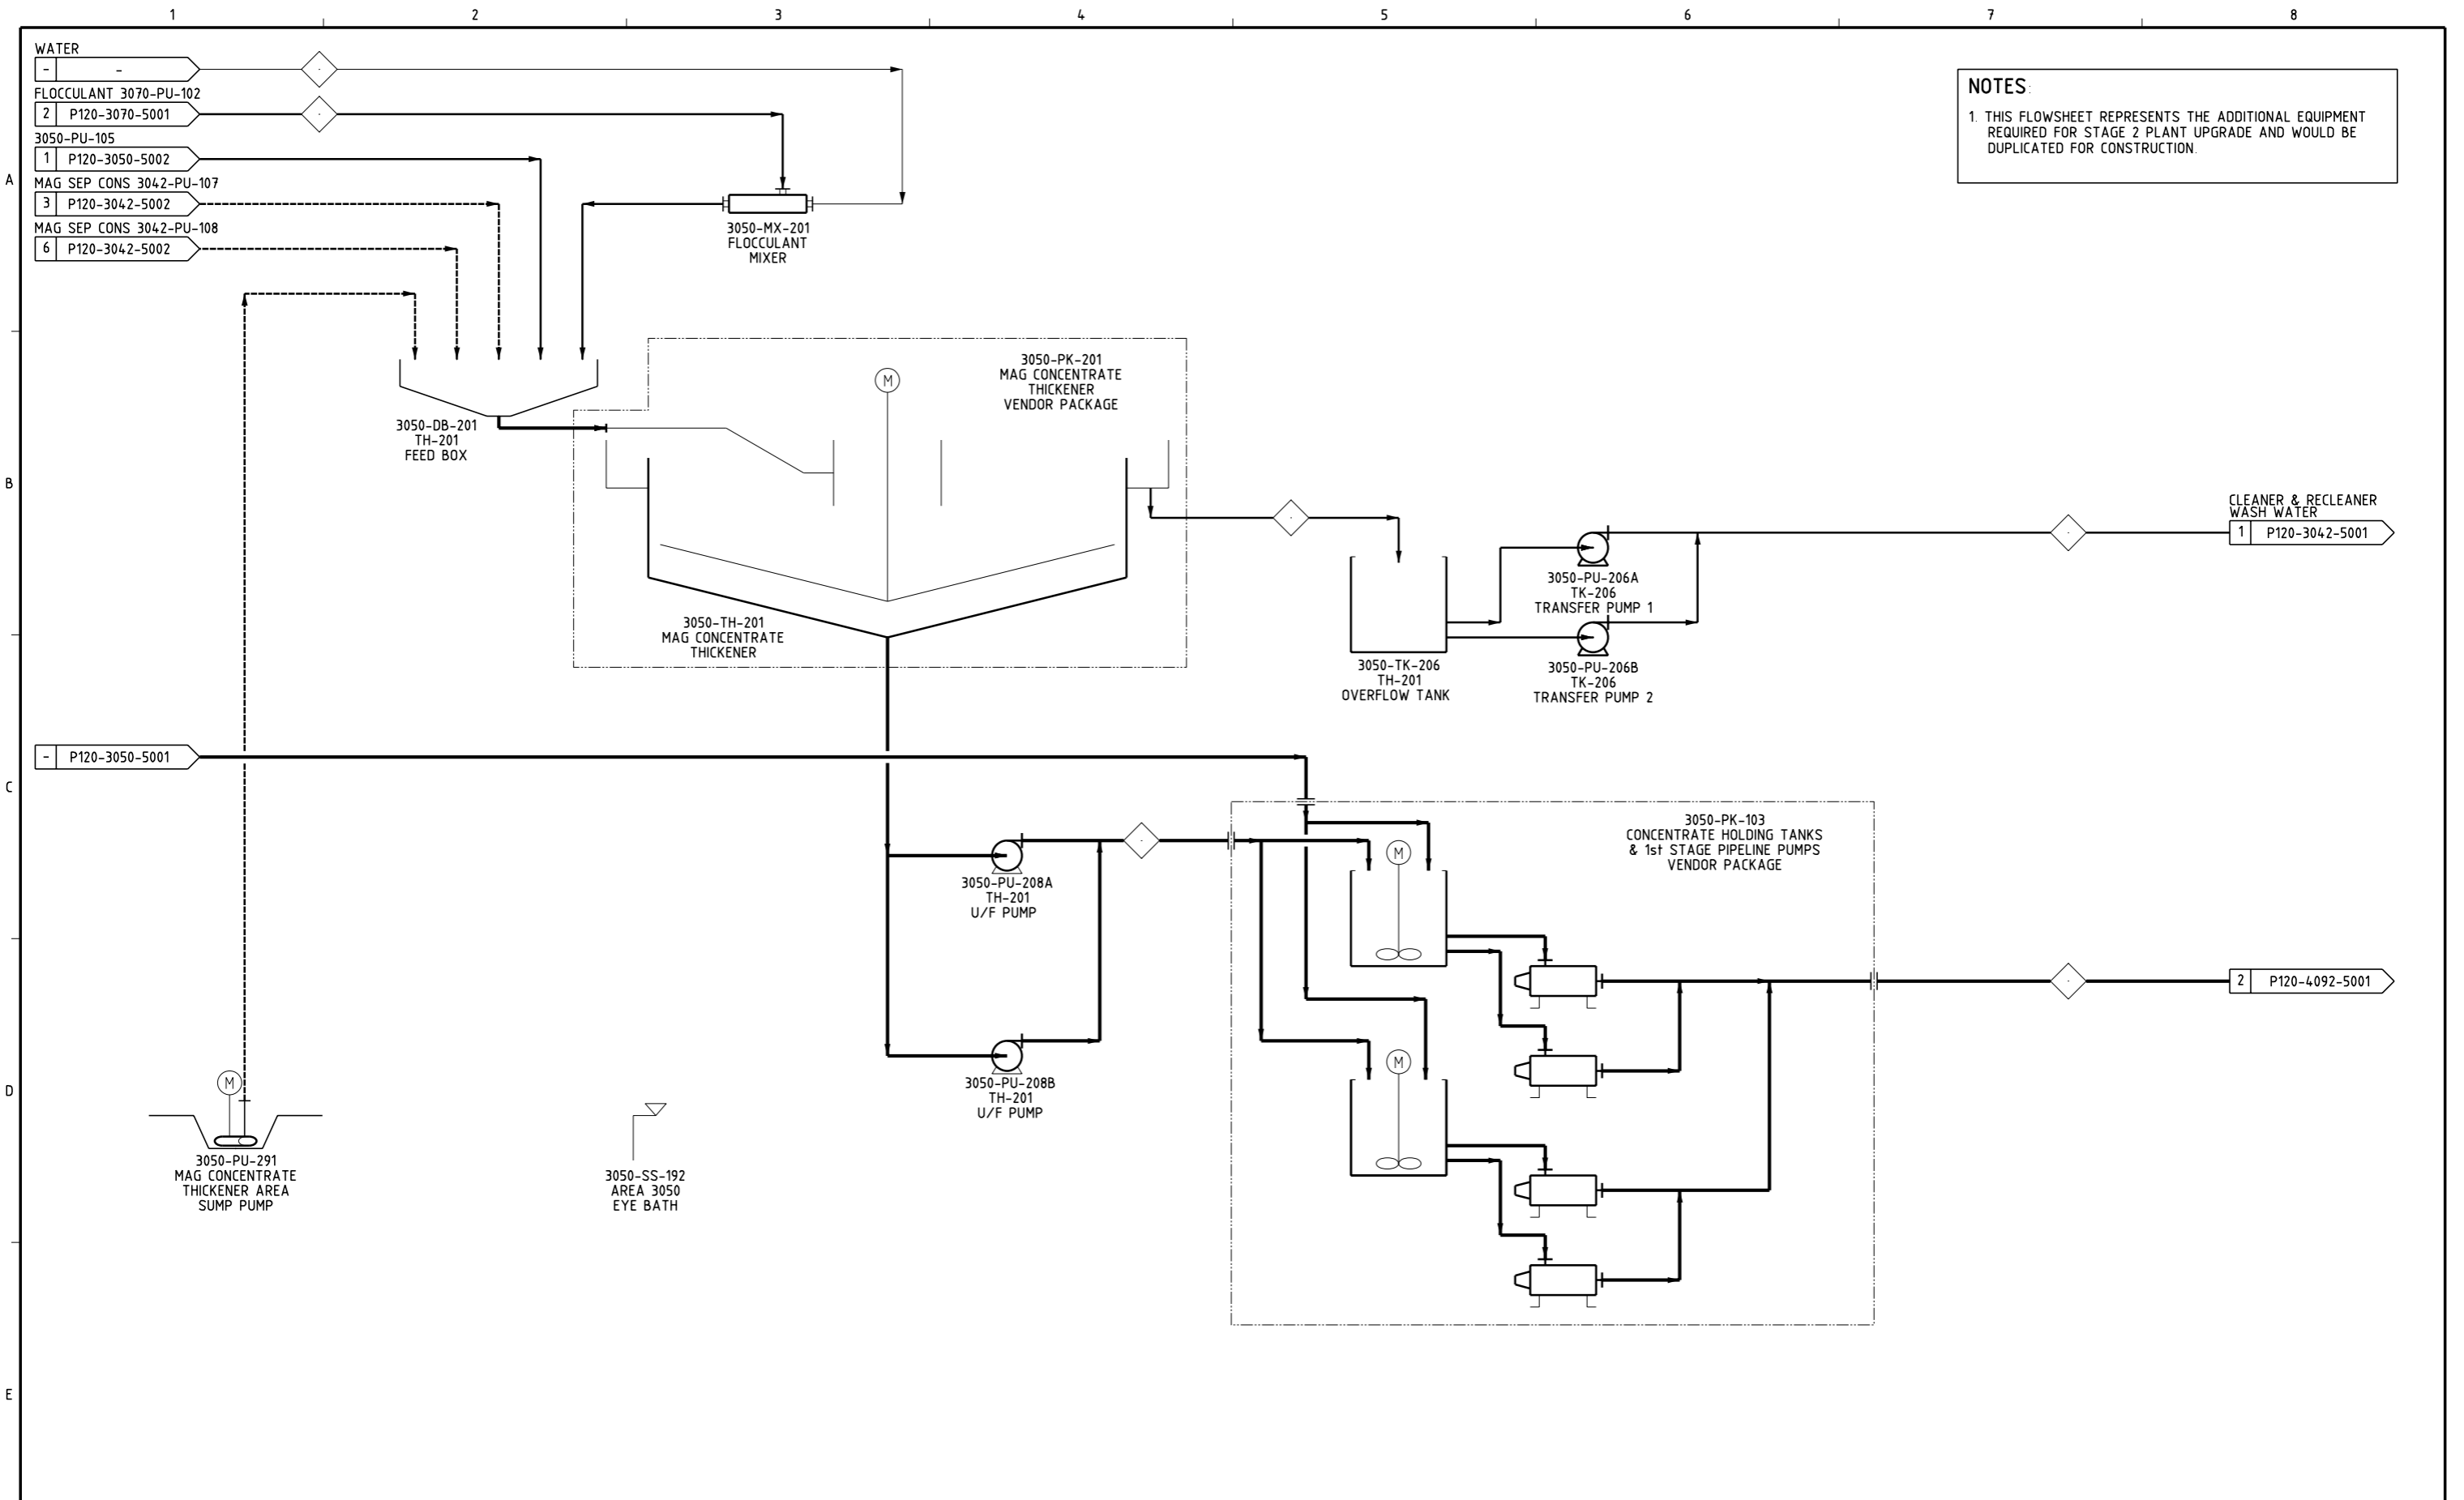 1 2 3 4 5 6 7 8
WATER
- -
FLOCCULANT 3070-PU-102
2 P120-3070-5001
3050-PU-105
1 P120-3050-5002
MAG SEP CONS 3042-PU-107
3 P120-3042-5002
MAG SEP CONS 3042-PU-108
6 P120-3042-5002
A
3050-MX-201
FLOCCULANT
MIXER
NOTES:
1. THIS FLOWSHEET REPRESENTS THE ADDITIONAL EQUIPMENT
REQUIRED FOR STAGE 2 PLANT UPGRADE AND WOULD BE
DUPLICATED FOR CONSTRUCTION.
3050-PK-201
MAG CONCENTRATE
THICKENER
VENDOR PACKAGE
M
3050-DB-201
TH-201
FEED BOX
B
CLEANER & RECLEANER
WASH WATER
1 P120-3042-5001
3050-PU-206A
TK-206
TRANSFER PUMP 1
3050-TH-201
MAG CONCENTRATE
THICKENER
3050-TK-206
TH-201
OVERFLOW TANK
3050-PU-206B
TK-206
TRANSFER PUMP 2
- P120-3050-5001
C
3050-PK-103
CONCENTRATE HOLDING TANKS
& 1st STAGE PIPELINE PUMPS
VENDOR PACKAGE
M
3050-PU-208A
TH-201
U/F PUMP
2 P120-4092-5001
M
M
3050-PU-208B
TH-201
U/F PUMP
D
3050-PU-291
MAG CONCENTRATE
THICKENER AREA
SUMP PUMP
3050-SS-192
AREA 3050
EYE BATH
E